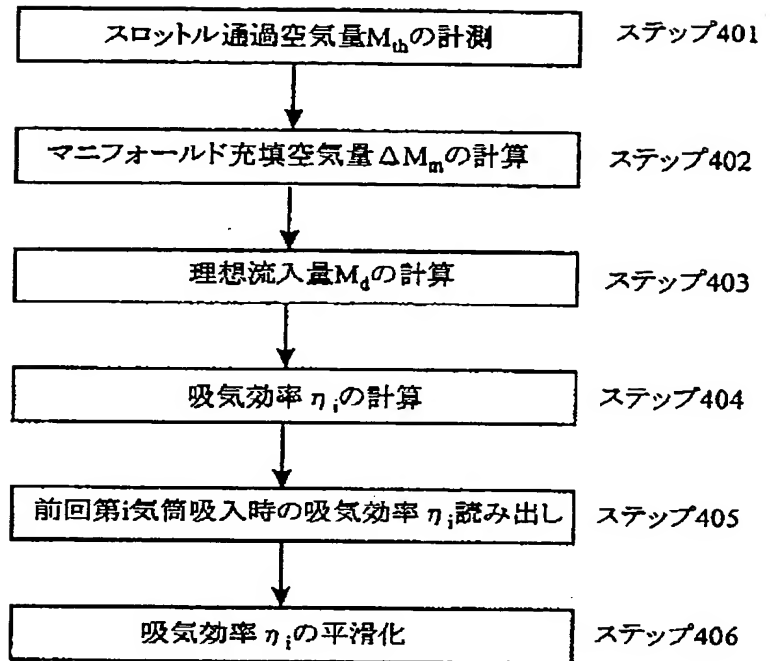 スロットル通過空気量Mthの計測 ステップ401
マニフォールド充填空気量ΔMmの計算 ステップ402
理想流入量Mdの計算 ステップ403
吸気効率ηiの計算 ステップ404
前回第i気筒吸入時の吸気効率ηi読み出し ステップ405
吸気効率ηiの平滑化 ステップ406